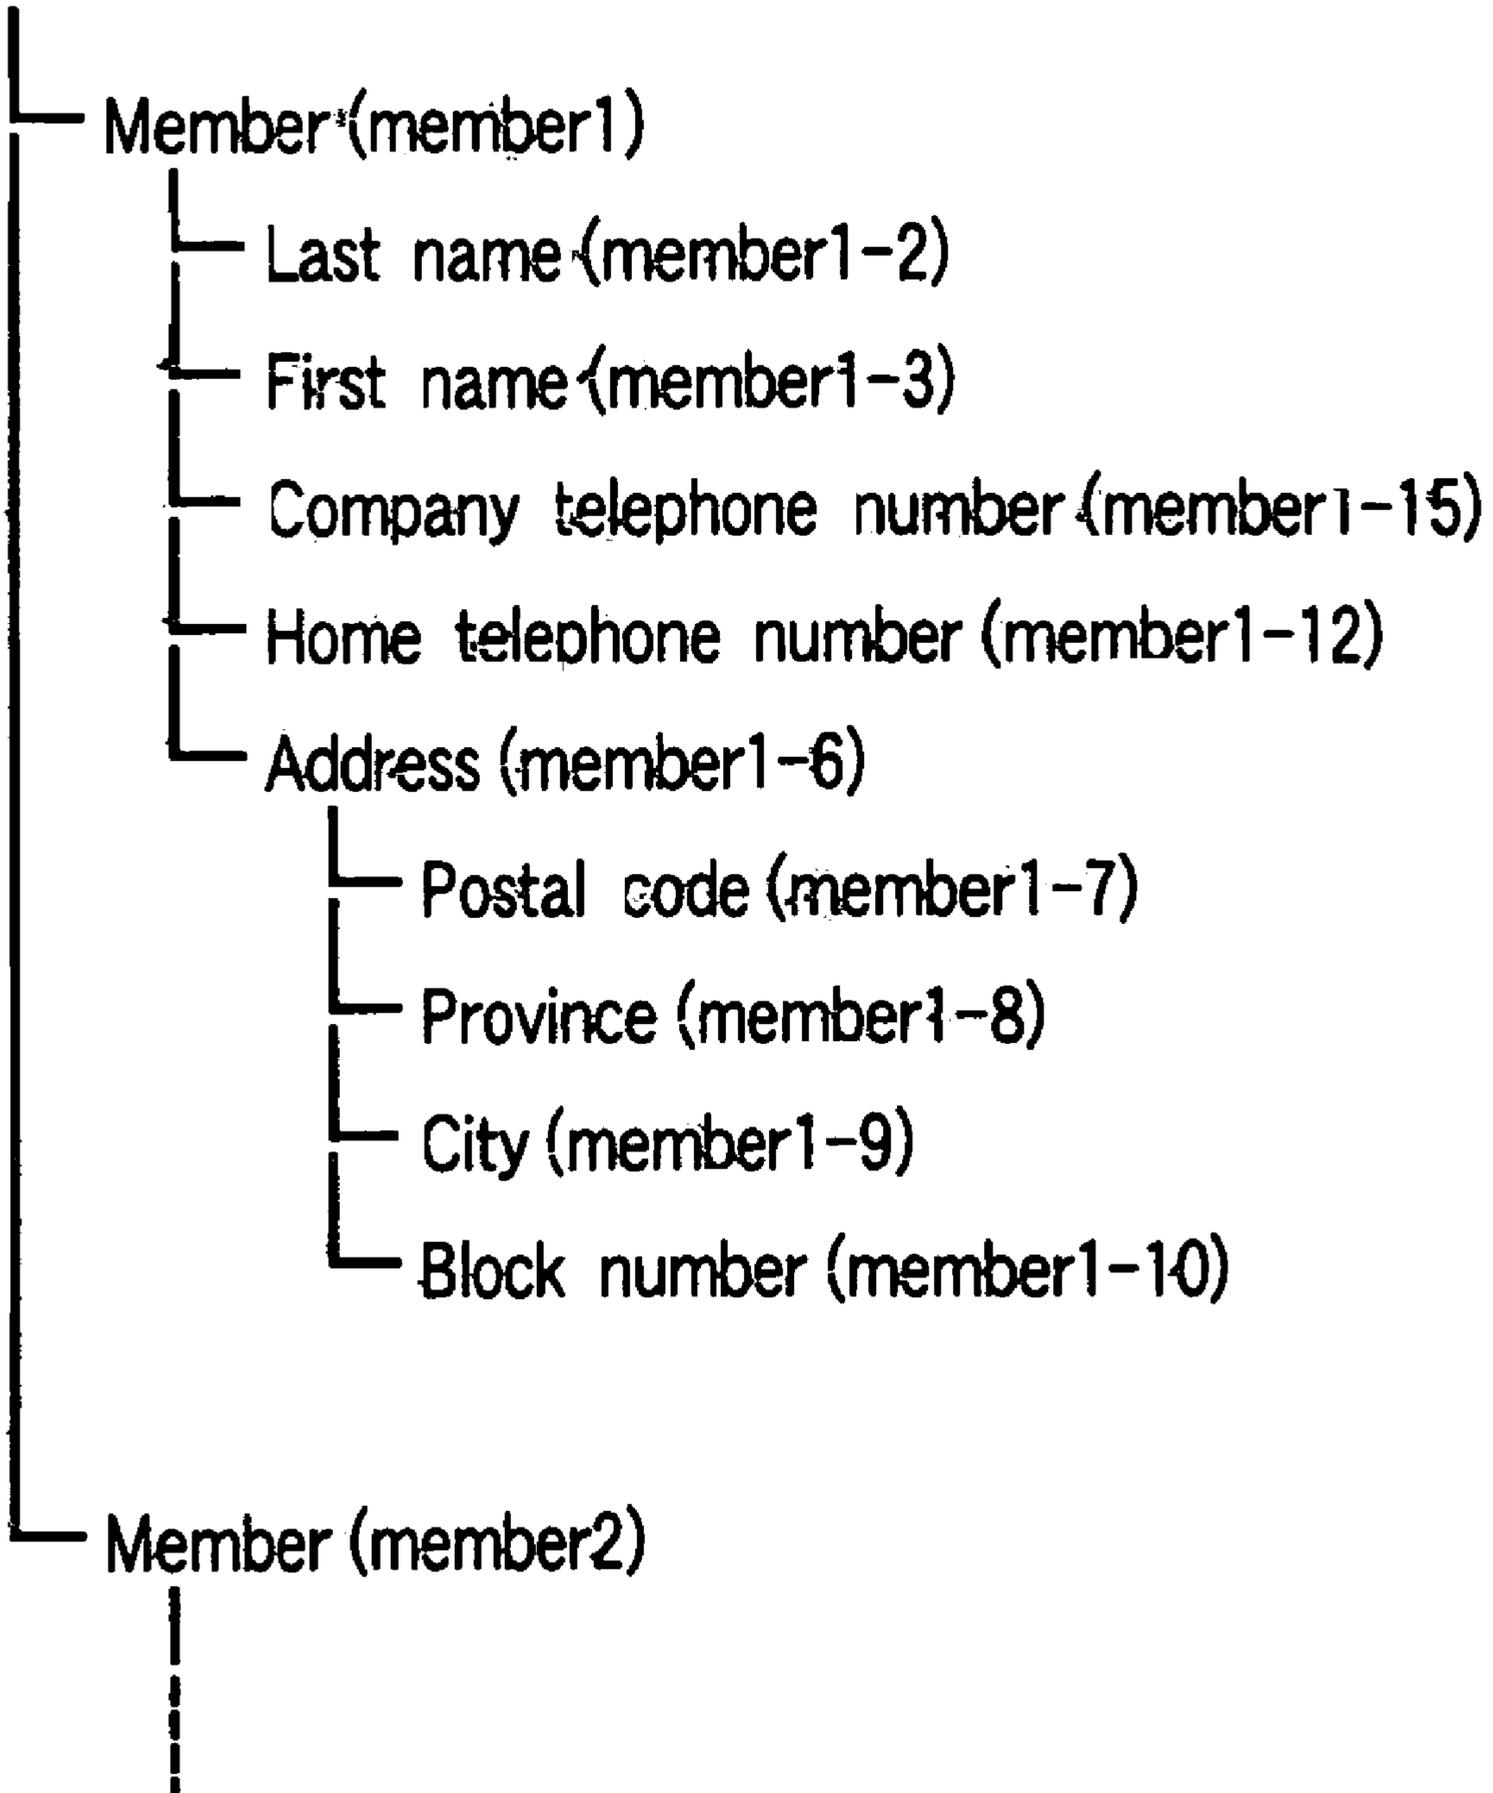 Member (member1)
Last name (member1-2)
First name (member1-3)
Company telephone number (member1-15)
Home telephone number (member1-12)
Address (member1-6)
Postal code (member1-7)
Province (member1-8)
City (member1-9)
Block number (member1-10)
Member (member2)